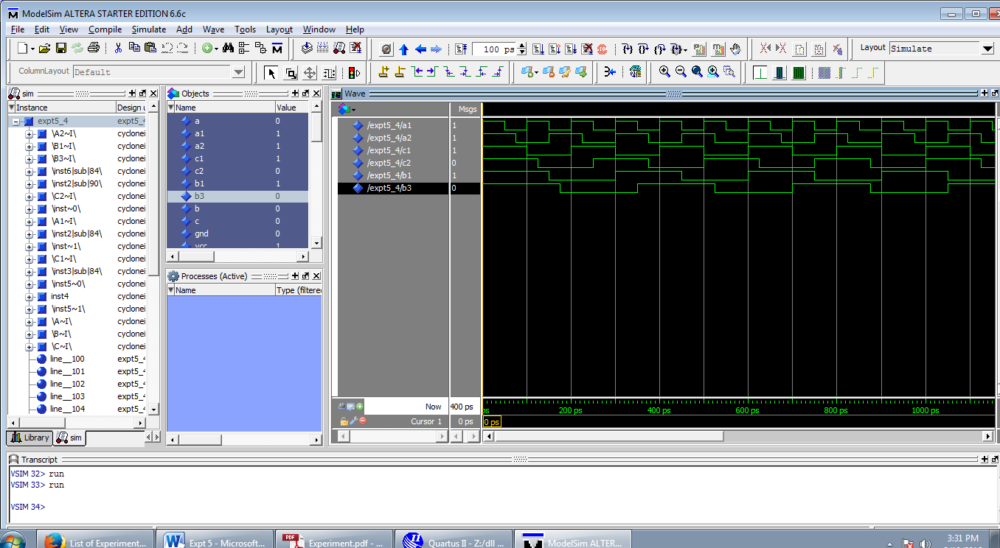 ModelSim ALTERA STARTER EDITION 6.6c
File Edit View Compile Simulate Add Wave Tools Layout Window Help
100 ps
Layout Simulate
ColumnLayout Default
sim
Instance Design u
expt5_4 expt5_4
\A2~I\ cyclonei
\B1~I\ cyclonei
\B3~I\ cyclonei
\inst6|sub|84\ cyclonei
\inst2|sub|90\ cyclonei
\C2~I\ cyclonei
\inst~0\ cyclonei
\A1~I\ cyclonei
\inst2|sub|84\ cyclonei
\inst~1\ cyclonei
\C1~I\ cyclonei
\inst3|sub|84\ cyclonei
\inst5~0\ cyclonei
inst4 cyclonei
\inst5~1\ cyclonei
\A~I\ cyclonei
\B~I\ cyclonei
\C~I\ cyclonei
line__100 expt5_4
line__101 expt5_4
line__102 expt5_4
line__103 expt5_4
line__104 expt5_4
Library sim
Objects
Name Value
a 0
a1 1
a2 1
c1 1
c2 0
b1 1
b3 0
b 0
c 0
gnd 0
vcc 1
Processes (Active)
Name Type (filtered
Wave
Msgs
/expt5_4/a1 1
/expt5_4/a2 1
/expt5_4/c1 1
/expt5_4/c2 0
/expt5_4/b1 1
/expt5_4/b3 0
Now 400 ps
ps 200 ps 400 ps 600 ps 800 ps 1000 ps
Cursor 1 0 ps
0 ps
Transcript
VSIM 32> run
VSIM 33> run
VSIM 34>
List of Experiment...
Expt 5 - Microsoft...
PDF
Experiment.pdf - ...
Quartus II - Z:/dll ...
ModelSim ALTER...
3:31 PM